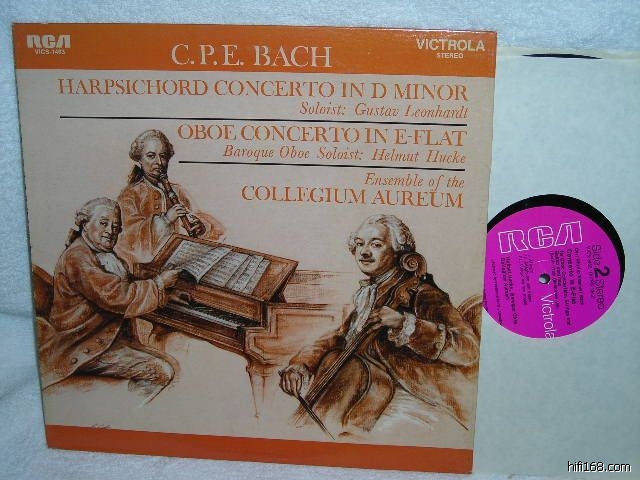 RCA
VICS-1463
C.P.E. BACH
VICTROLA
STEREO
HARPSICHORD CONCERTO IN D MINOR
Soloist: Gustav Leonhardt
OBOE CONCERTO IN E-FLAT
Baroque Oboe Soloist: Helmut Hucke
Ensemble of the
COLLEGIUM AUREUM
RCA
Side 2 Stereo
Victrola
hifi168.com